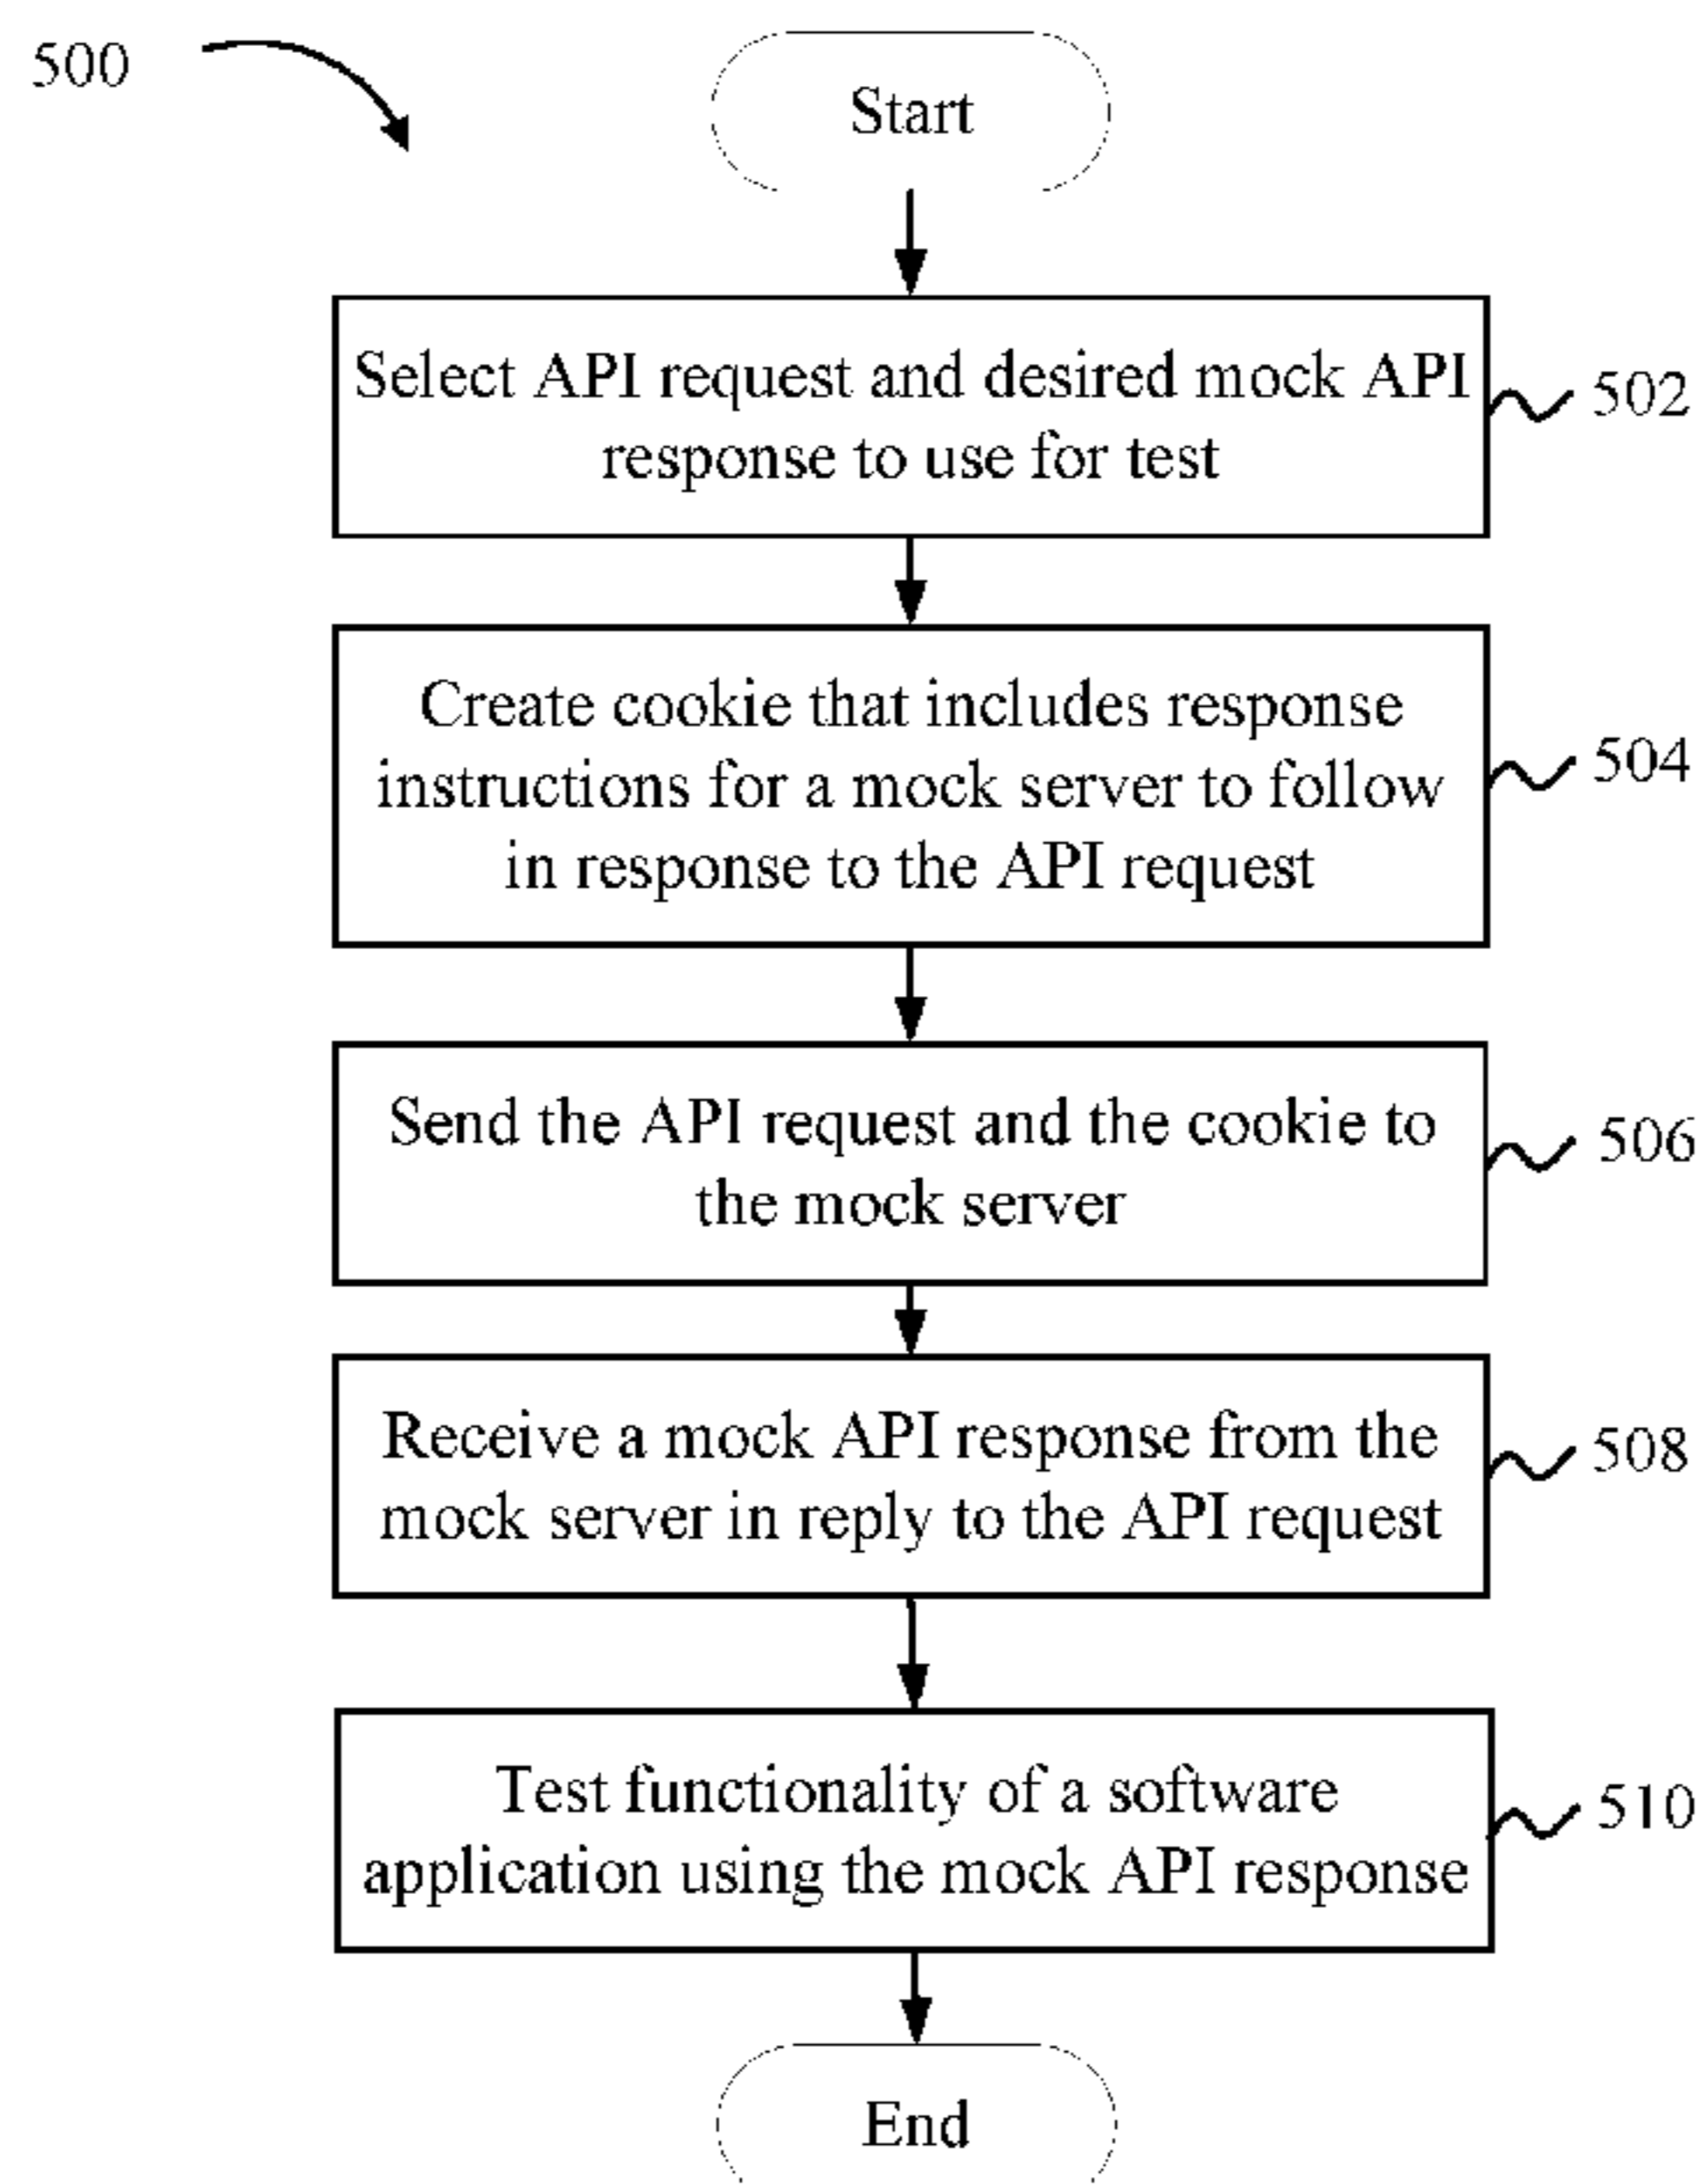 500
Start
Select API request and desired mock API
response to use for test
502
Create cookie that includes response
instructions for a mock server to follow
in response to the API request
504
Send the API request and the cookie to
the mock server
506
Receive a mock API response from the
mock server in reply to the API request
508
Test functionality of a software
application using the mock API response
510
End